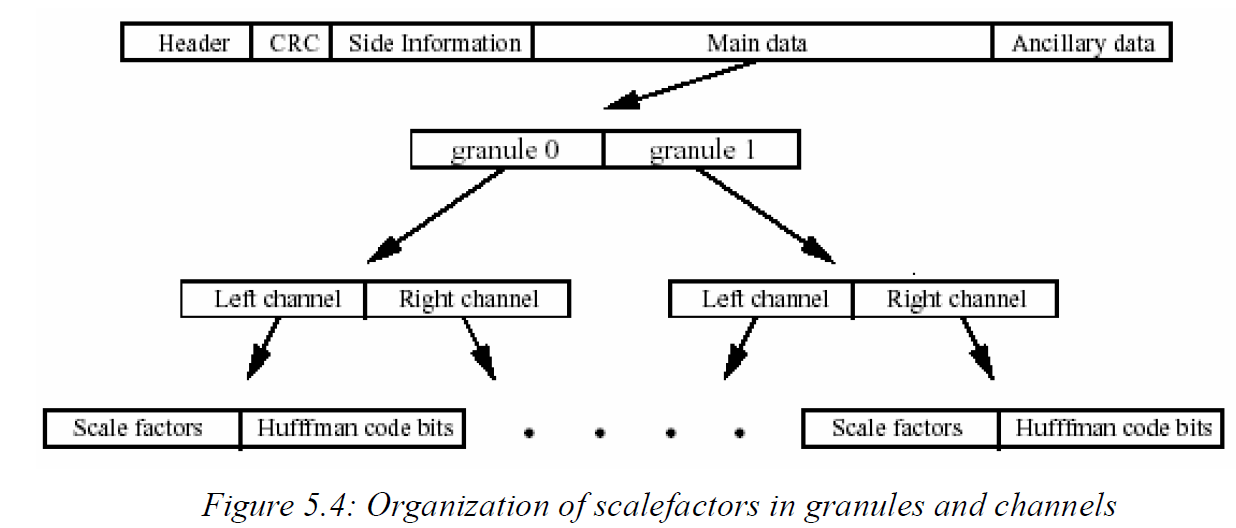 Header CRC Side Information Main data Ancillary data
granule 0 granule 1
Left channel Right channel Left channel Right channel
Scale factors Hufffman code bits . . . . Scale factors Hufffman code bits
Figure 5.4: Organization of scalefactors in granules and channels